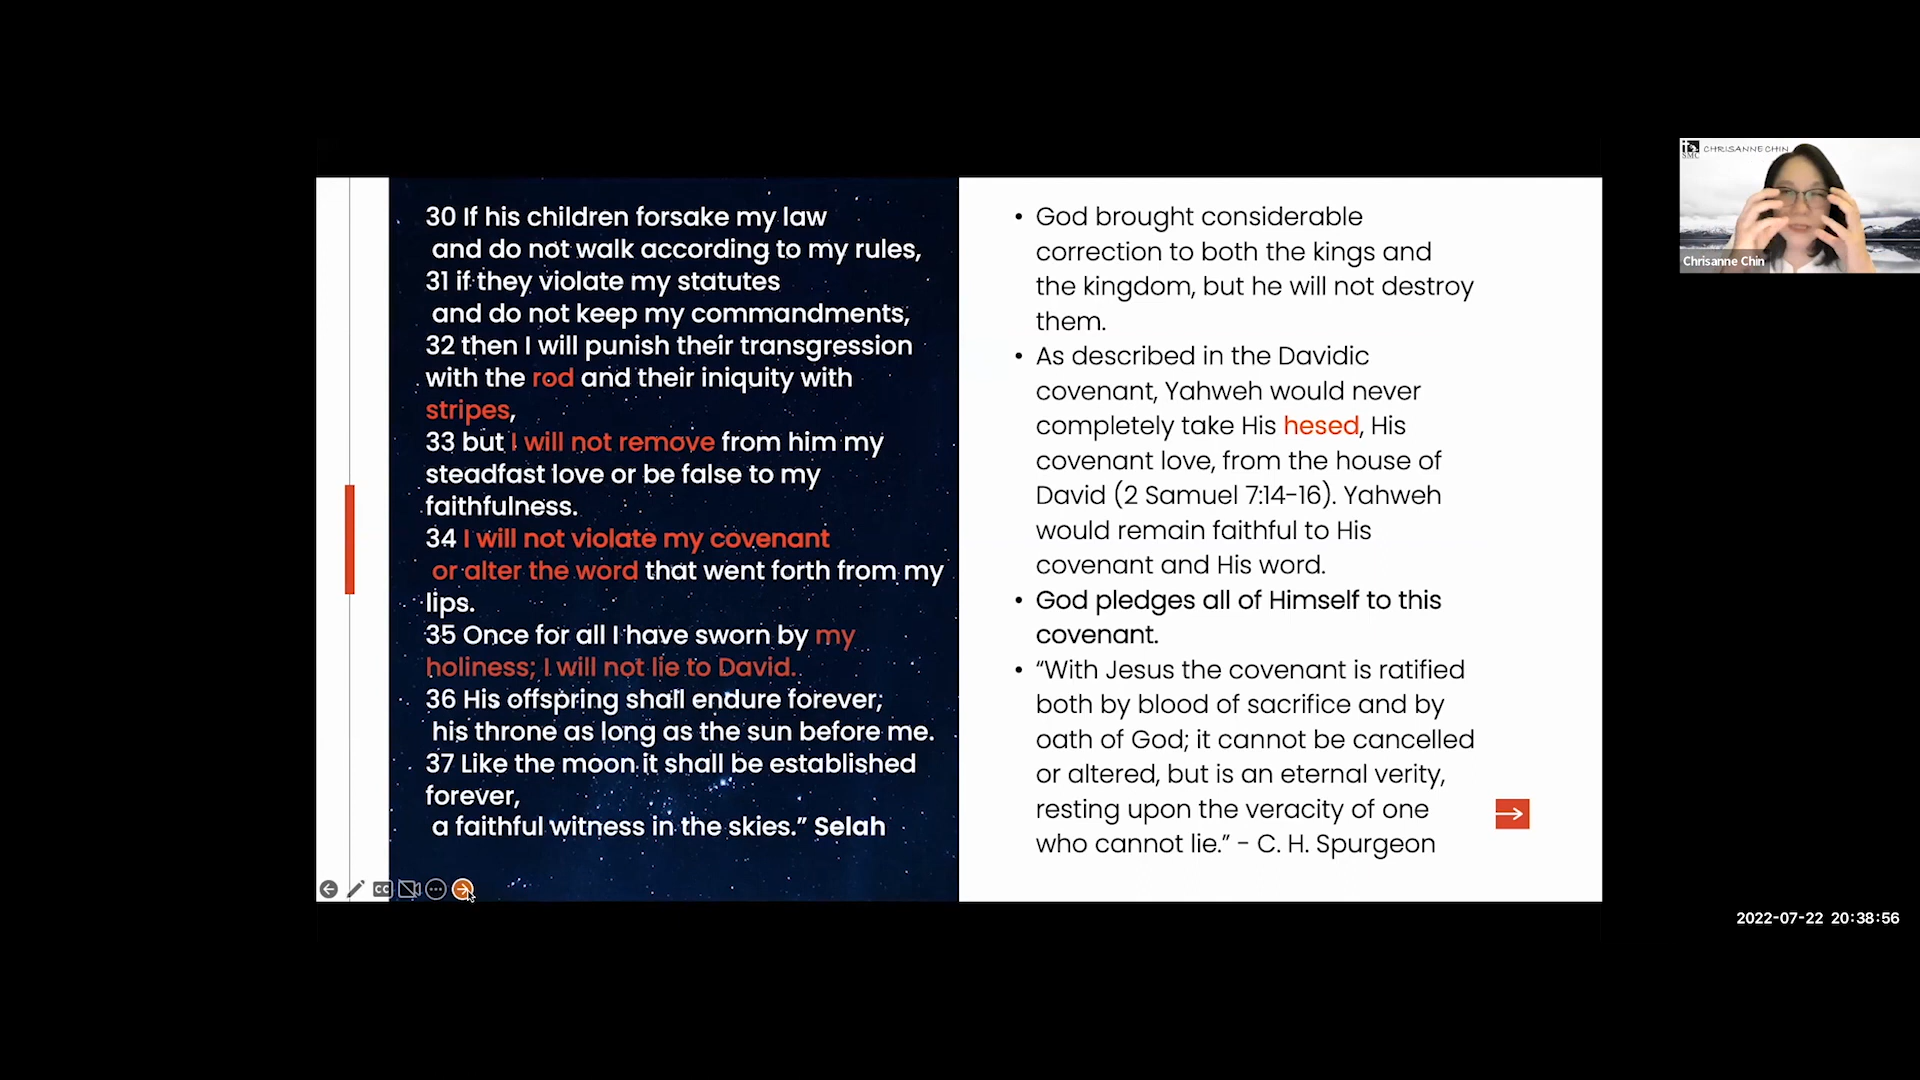 30 If his children forsake my law
and do not walk according to my rules,
31 if they violate my statutes
and do not keep my commandments,
32 then I will punish their transgression
with the rod and their iniquity with
stripes,
33 but I will not remove from him my
steadfast love or be false to my
faithfulness.
34 I will not violate my covenant
or alter the word that went forth from my
lips.
35 Once for all I have sworn by my
holiness; I will not lie to David.
36 His offspring shall endure forever;
his throne as long as the sun before me.
37 Like the moon it shall be established
forever,
a faithful witness in the skies.” Selah
• God brought considerable
correction to both the kings and
the kingdom, but he will not destroy
them.
• As described in the Davidic
covenant, Yahweh would never
completely take His hesed, His
covenant love, from the house of
David (2 Samuel 7:14-16). Yahweh
would remain faithful to His
covenant and His word.
• God pledges all of Himself to this
covenant.
• “With Jesus the covenant is ratified
both by blood of sacrifice and by
oath of God; it cannot be cancelled
or altered, but is an eternal verity,
resting upon the veracity of one
who cannot lie.” - C. H. Spurgeon
CC
SMC
CHRISANNE CHIN
Chrisanne Chin
2022-07-22 20:38:56